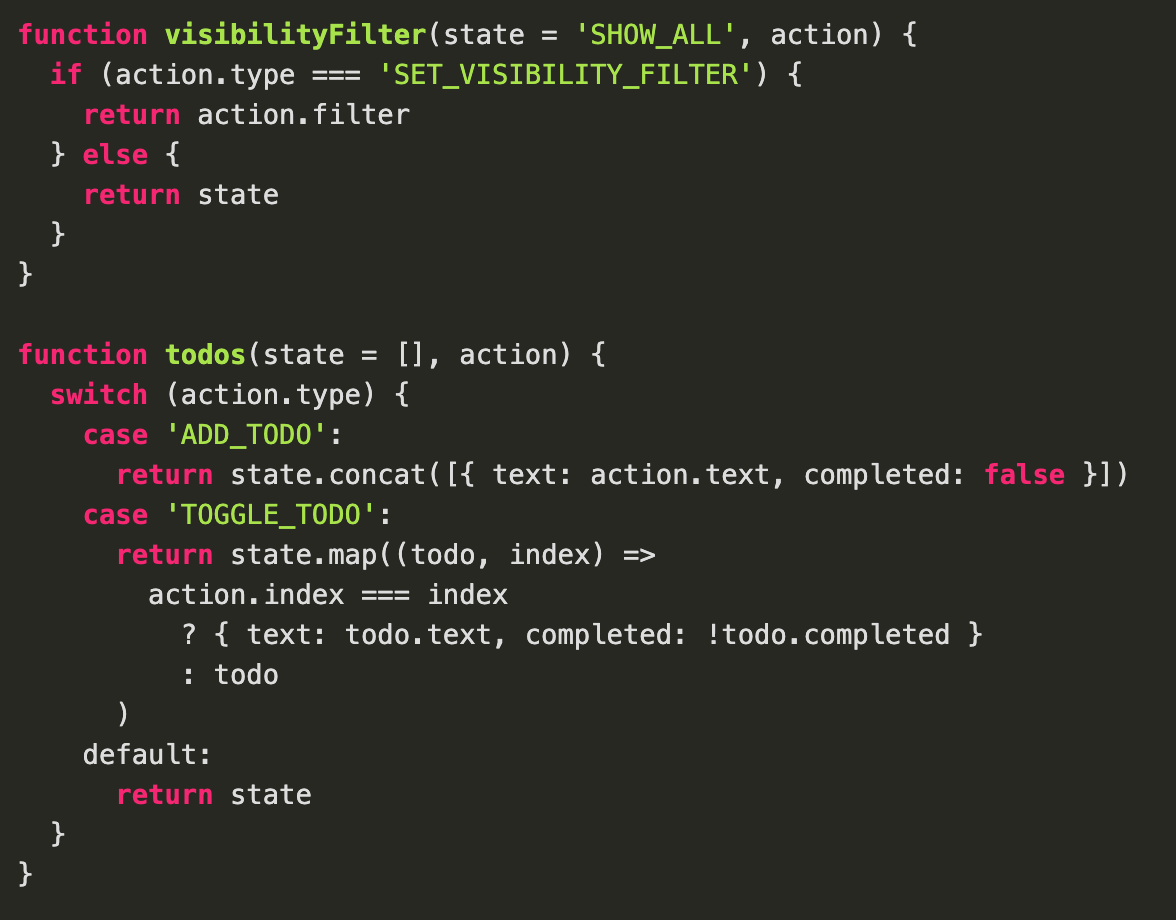 function visibilityFilter(state = 'SHOW_ALL', action) {
  if (action.type === 'SET_VISIBILITY_FILTER') {
    return action.filter
  } else {
    return state
  }
}

function todos(state = [], action) {
  switch (action.type) {
    case 'ADD_TODO':
      return state.concat([{ text: action.text, completed: false }])
    case 'TOGGLE_TODO':
      return state.map((todo, index) =>
        action.index === index
          ? { text: todo.text, completed: !todo.completed }
          : todo
      )
    default:
      return state
  }
}